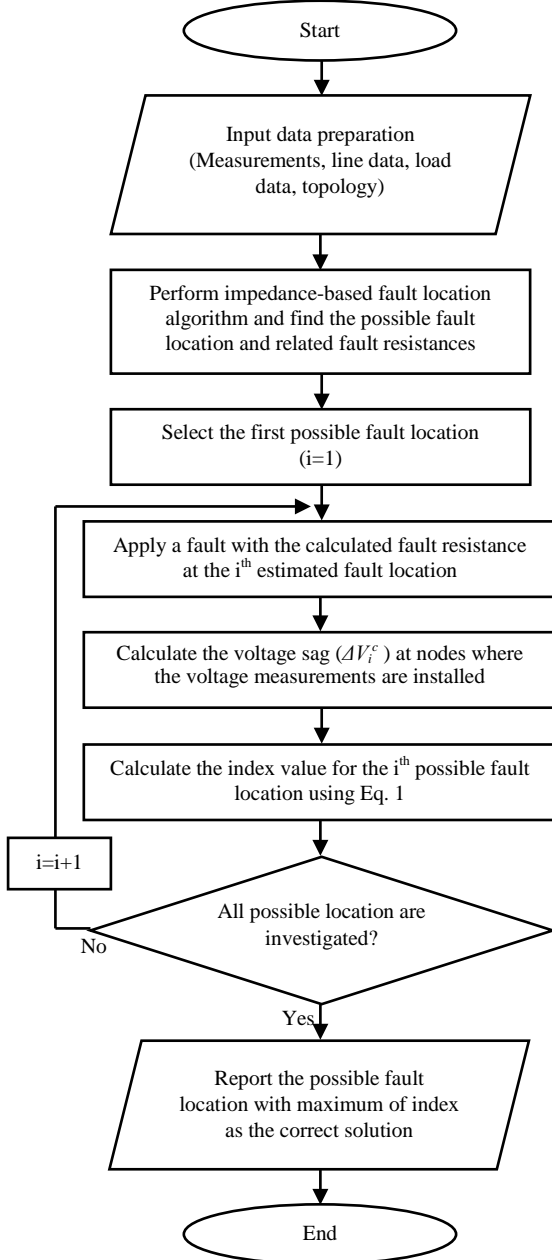 Start
Input data preparation
(Measurements, line data, load
data, topology)
Perform impedance-based fault location
algorithm and find the possible fault
location and related fault resistances
Select the first possible fault location
(i=1)
Apply a fault with the calculated fault resistance
at the iᵗʰ estimated fault location
Calculate the voltage sag (ΔVᵢᶜ ) at nodes where
the voltage measurements are installed
Calculate the index value for the iᵗʰ possible fault
location using Eq. 1
i=i+1
All possible location are
investigated?
No
Yes
Report the possible fault
location with maximum of index
as the correct solution
End